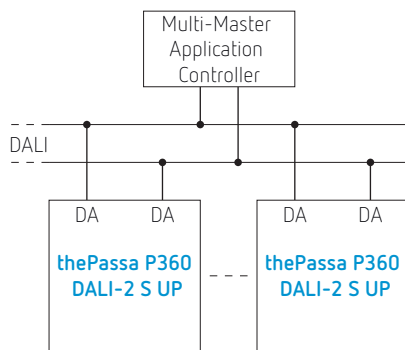 Multi-Master
Application
Controller
DALI
DA DA DA DA
thePassa P360
DALI-2 S UP
thePassa P360
DALI-2 S UP